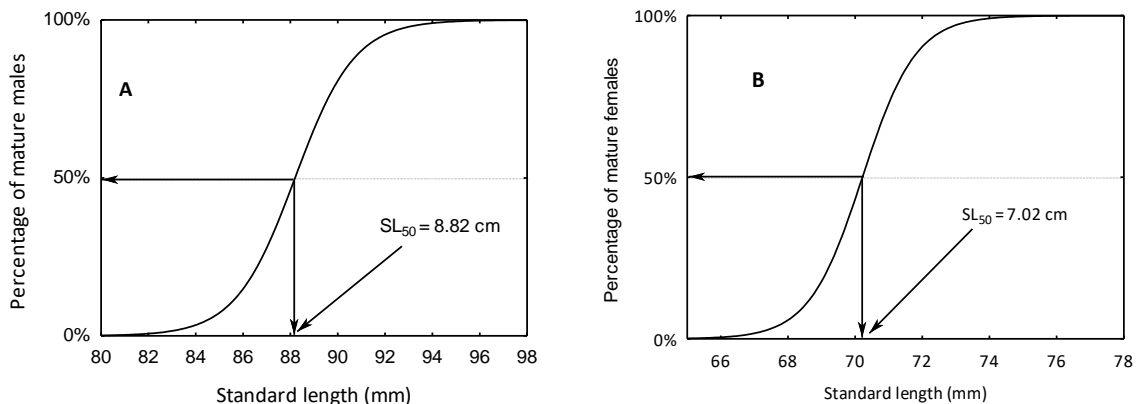 Percentage of mature males
100%
50%
0%
A
SL₅₀ = 8.82 cm
80 82 84 86 88 90 92 94 96 98
Standard length (mm)
Percentage of mature females
100%
50%
0%
B
SL₅₀ = 7.02 cm
66 68 70 72 74 76 78
Standard length (mm)